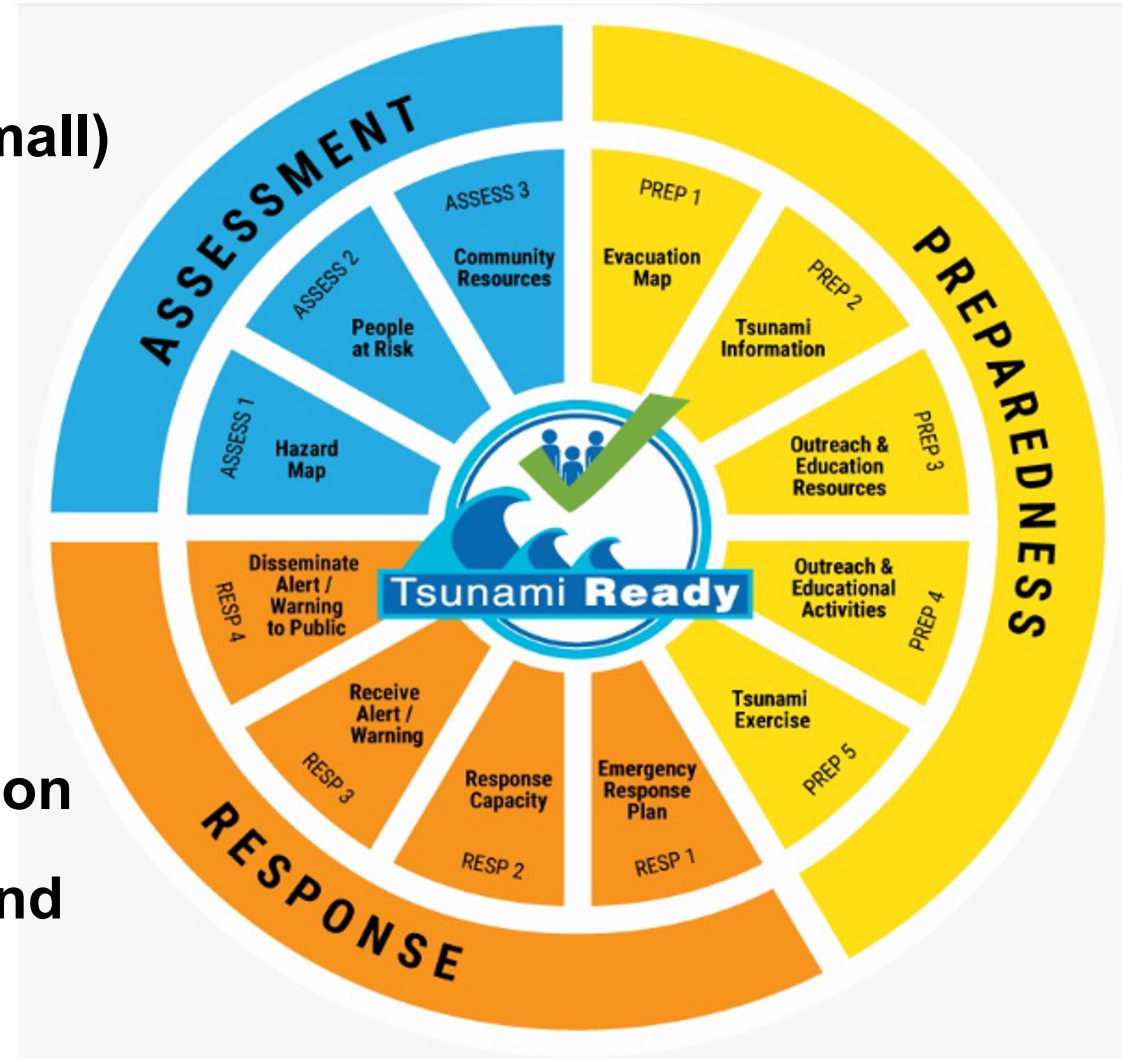 mall)
on
nd
ASSESSMENT
ASSESS 1
Hazard
Map
ASSESS 2
People
at Risk
ASSESS 3
Community
Resources
PREPAREDNESS
PREP 1
Evacuation
Map
PREP 2
Tsunami
Information
PREP 3
Outreach &
Education
Resources
PREP 4
Outreach &
Educational
Activities
PREP 5
Tsunami
Exercise
RESPONSE
RESP 1
Emergency
Response
Plan
RESP 2
Response
Capacity
RESP 3
Receive
Alert /
Warning
RESP 4
Disseminate
Alert /
Warning
to Public
Tsunami Ready